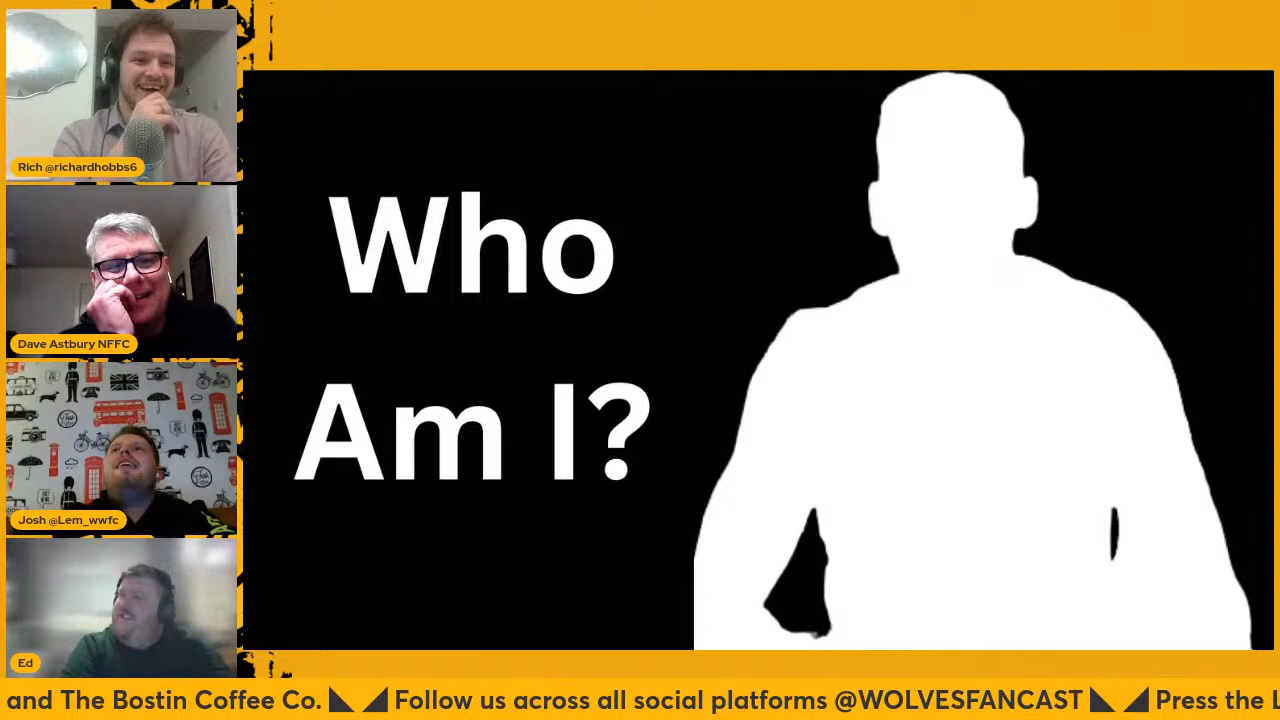 Rich @richardhobbs6
Dave Astbury NFFC
Josh @Lem_wwfc
Ed
Who
Am I?
and The Bostin Coffee Co. Follow us across all social platforms @WOLVESFANCAST Press the L